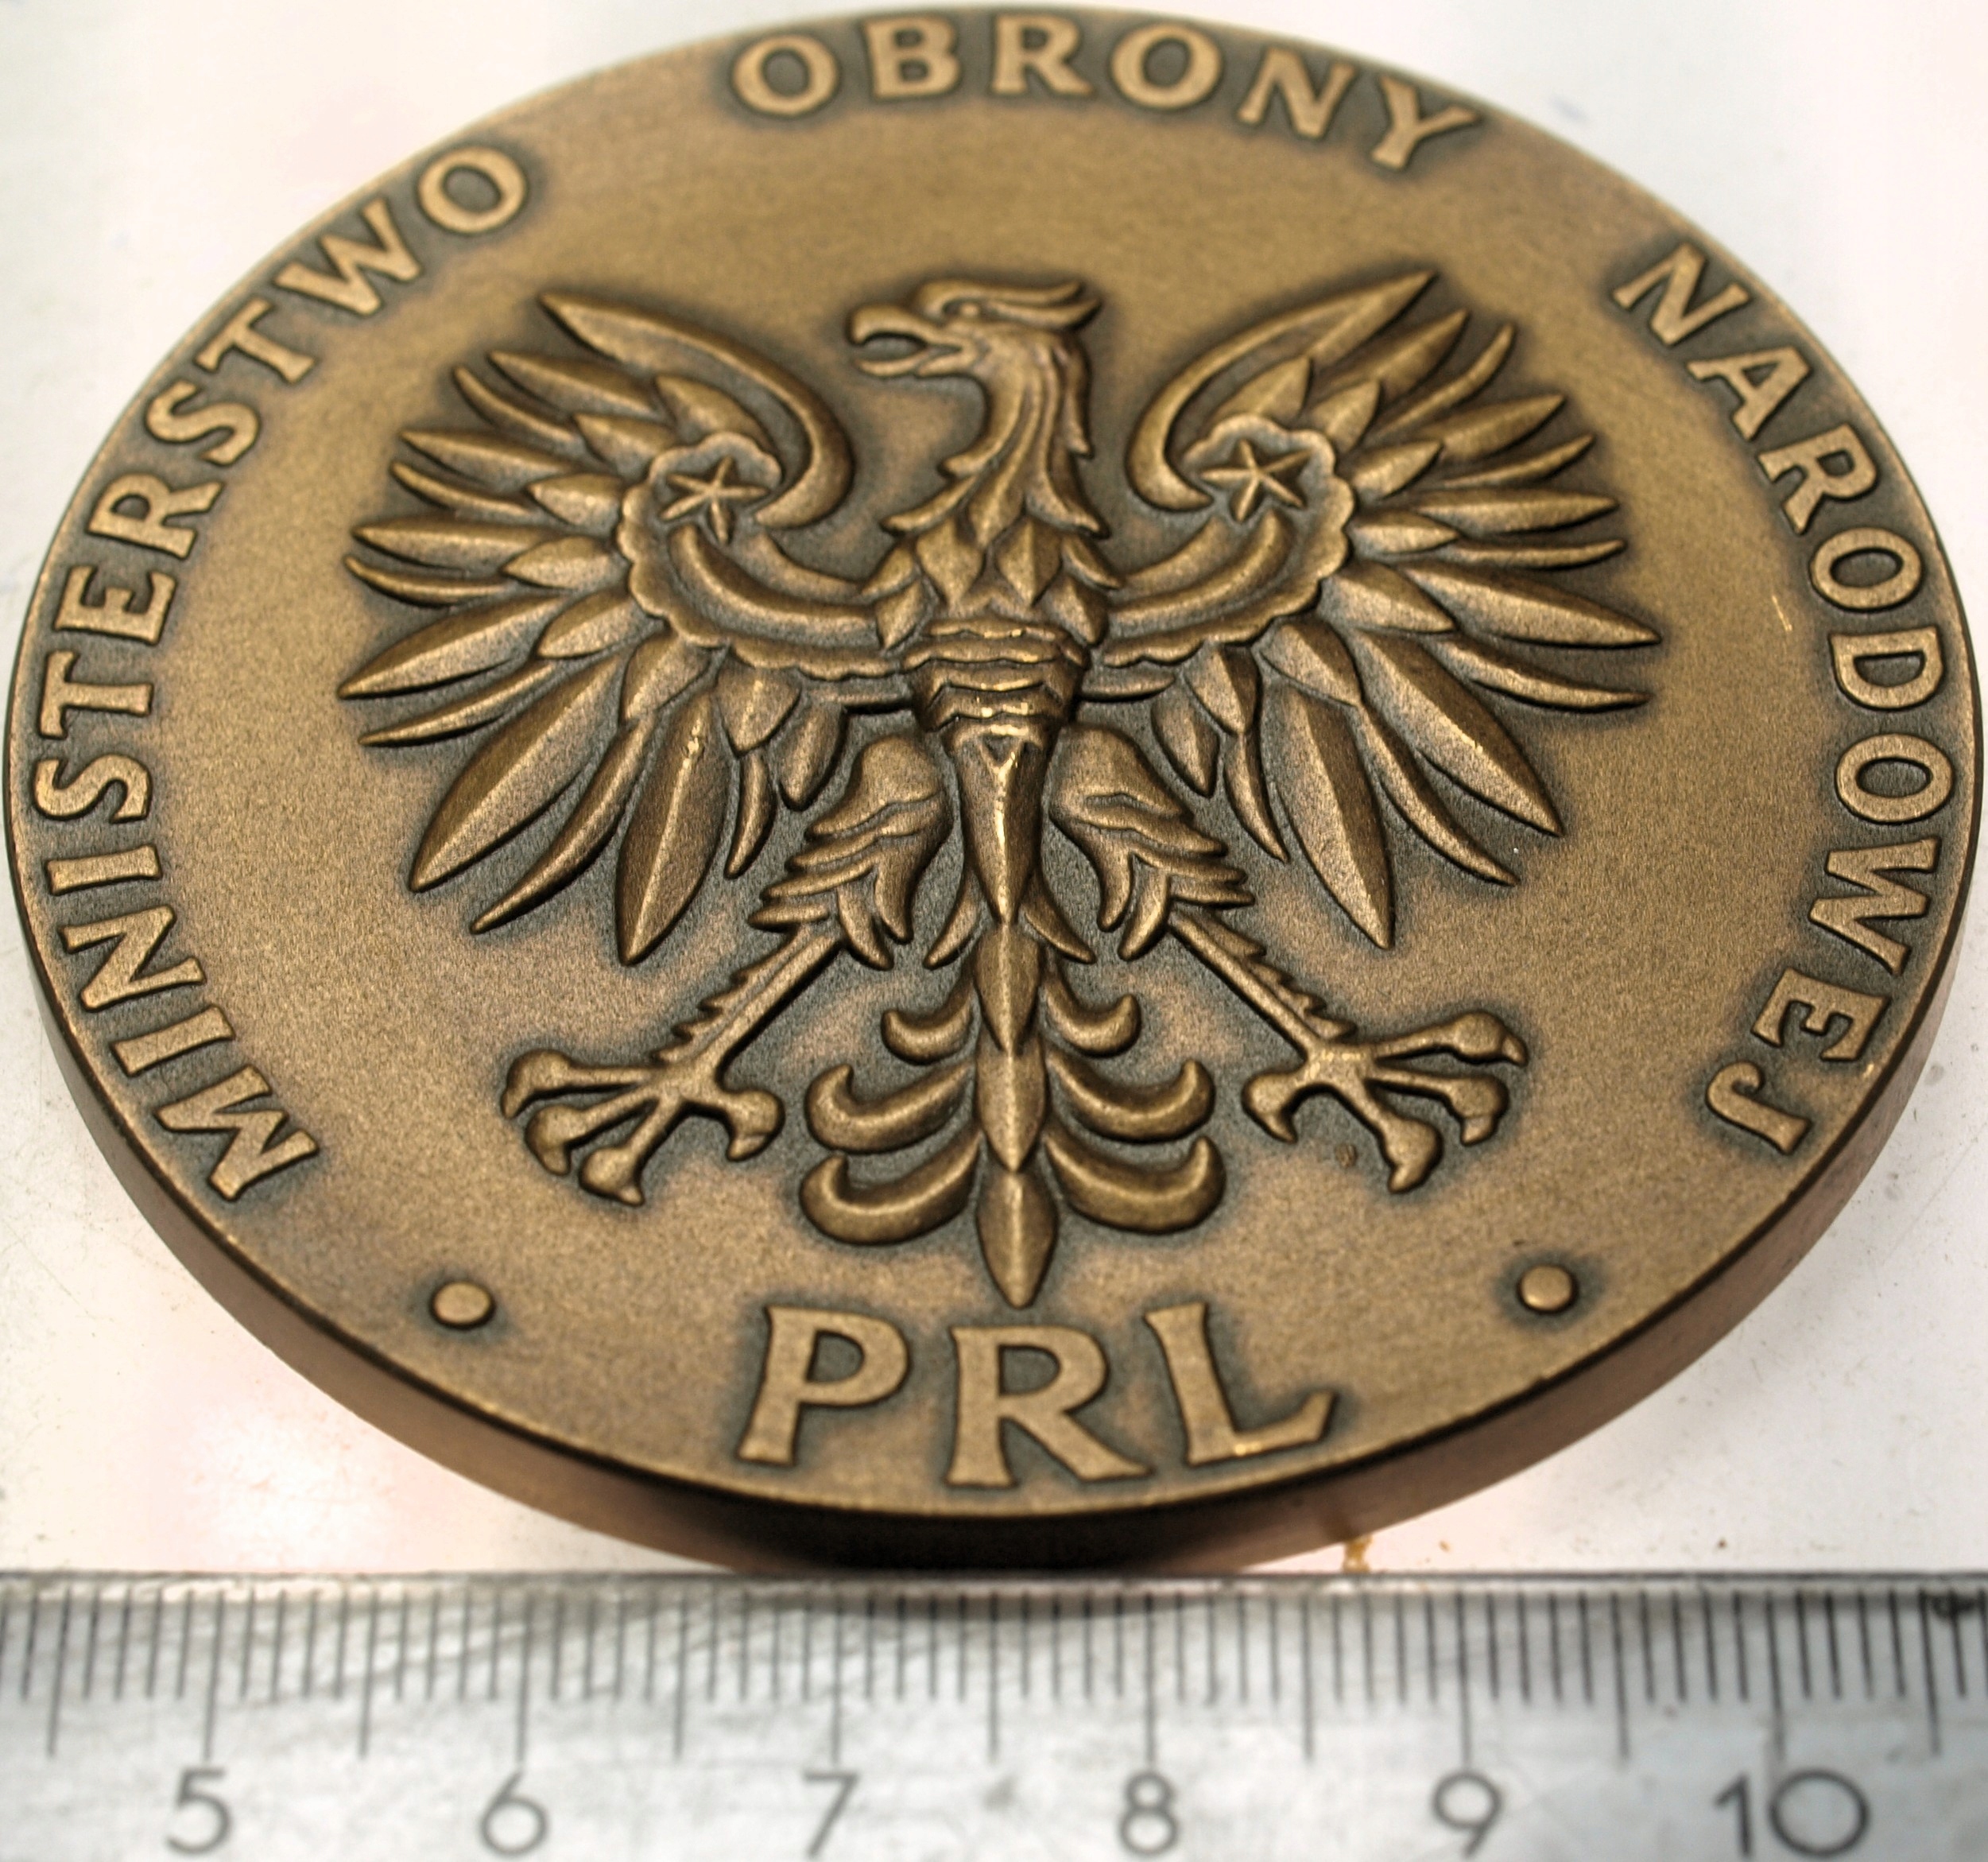 MINISTERSTWO OBRONY NARODOWEJ
• PRL •
5 6 7 8 9 10